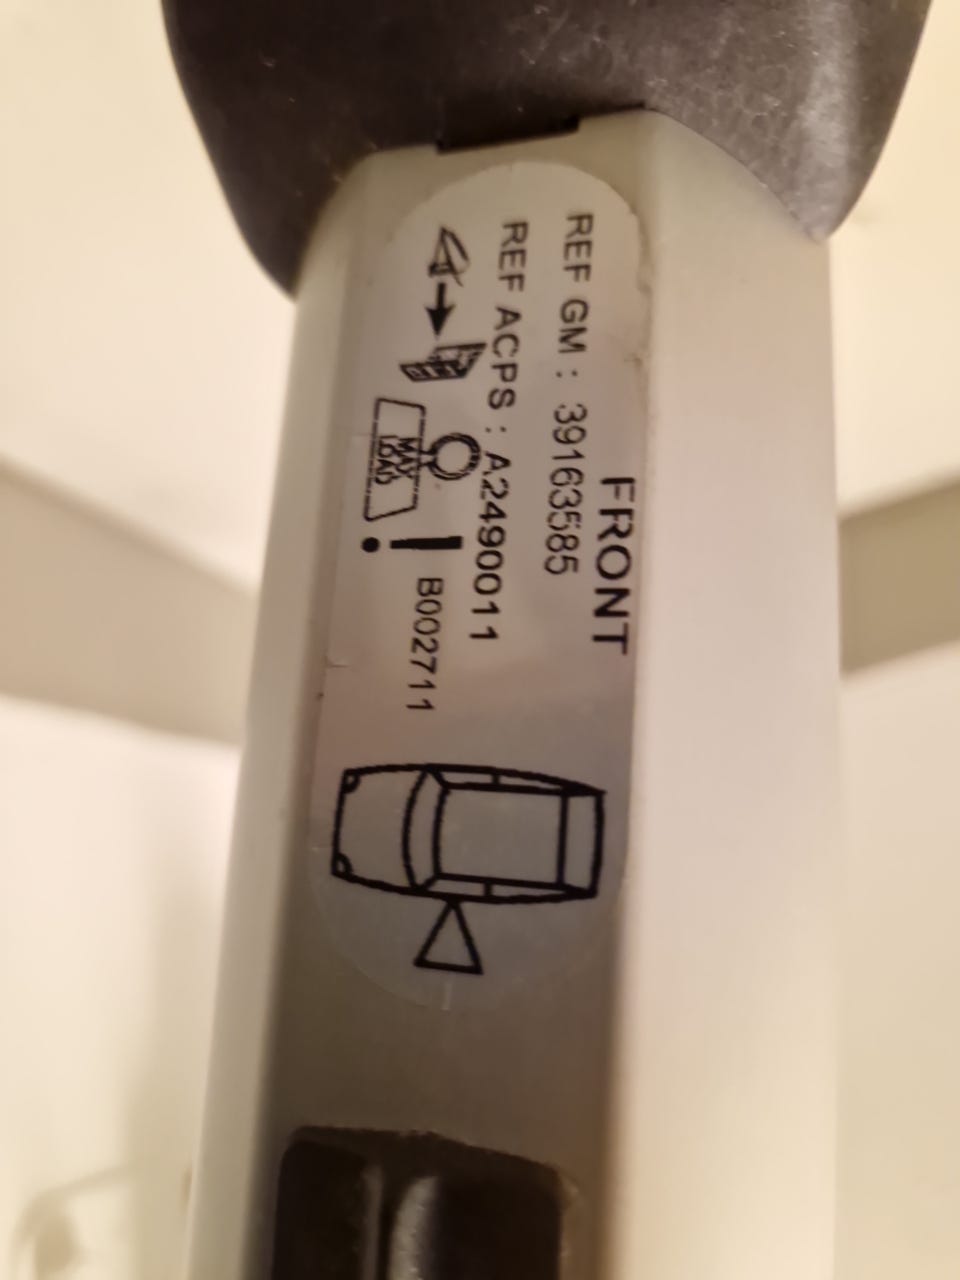 FRONT
REF GM : 39163585
REF ACPS : A2490011
B002711
MAX
LOAD